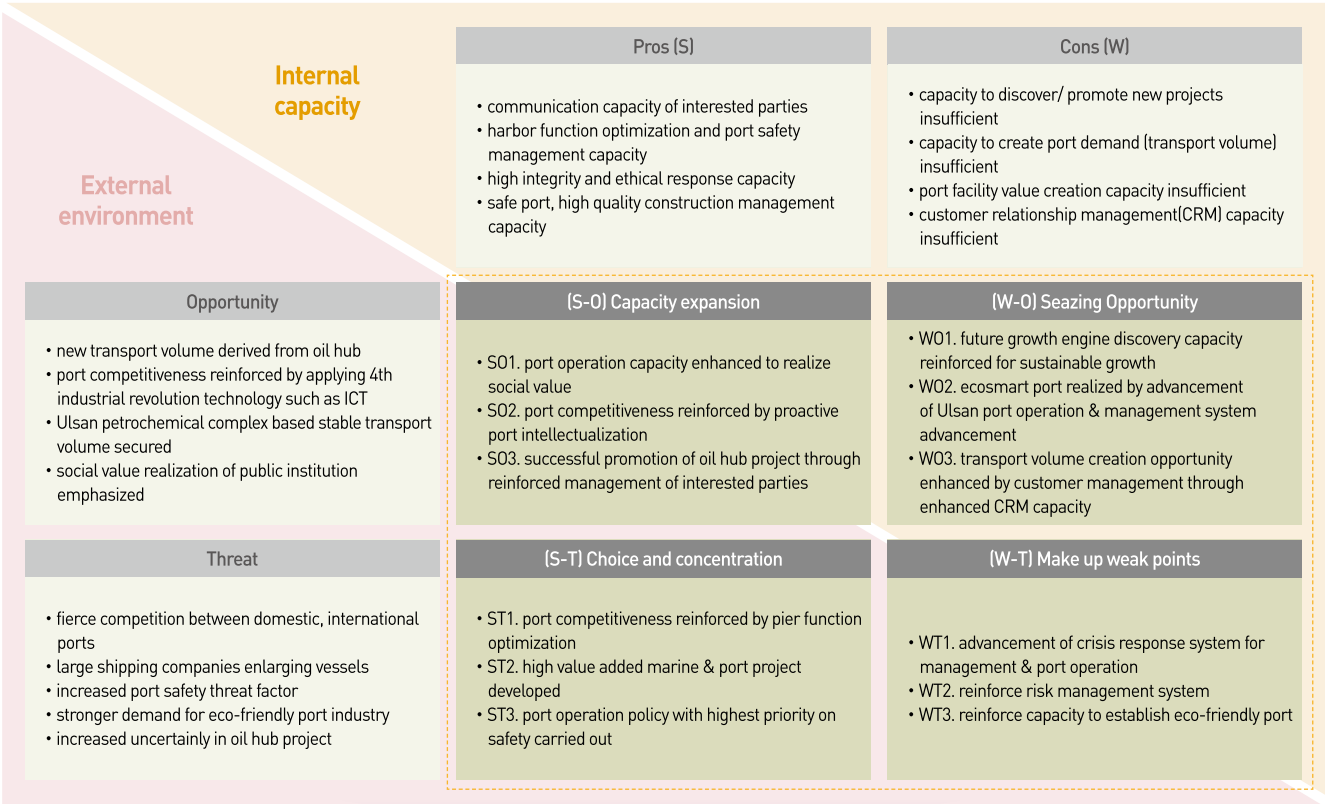 Internal
capacity
External
environment
Pros (S)
• communication capacity of interested parties
• harbor function optimization and port safety
management capacity
• high integrity and ethical response capacity
• safe port, high quality construction management
capacity
Cons (W)
• capacity to discover/ promote new projects
insufficient
• capacity to create port demand (transport volume)
insufficient
• port facility value creation capacity insufficient
• customer relationship management(CRM) capacity
insufficient
Opportunity
• new transport volume derived from oil hub
• port competitiveness reinforced by applying 4th
industrial revolution technology such as ICT
• Ulsan petrochemical complex based stable transport
volume secured
• social value realization of public institution
emphasized
(S-O) Capacity expansion
• SO1. port operation capacity enhanced to realize
social value
• SO2. port competitiveness reinforced by proactive
port intellectualization
• SO3. successful promotion of oil hub project through
reinforced management of interested parties
(W-O) Seazing Opportunity
• WO1. future growth engine discovery capacity
reinforced for sustainable growth
• WO2. ecosmart port realized by advancement
of Ulsan port operation & management system
advancement
• WO3. transport volume creation opportunity
enhanced by customer management through
enhanced CRM capacity
Threat
• fierce competition between domestic, international
ports
• large shipping companies enlarging vessels
• increased port safety threat factor
• stronger demand for eco-friendly port industry
• increased uncertainly in oil hub project
(S-T) Choice and concentration
• ST1. port competitiveness reinforced by pier function
optimization
• ST2. high value added marine & port project
developed
• ST3. port operation policy with highest priority on
safety carried out
(W-T) Make up weak points
• WT1. advancement of crisis response system for
management & port operation
• WT2. reinforce risk management system
• WT3. reinforce capacity to establish eco-friendly port